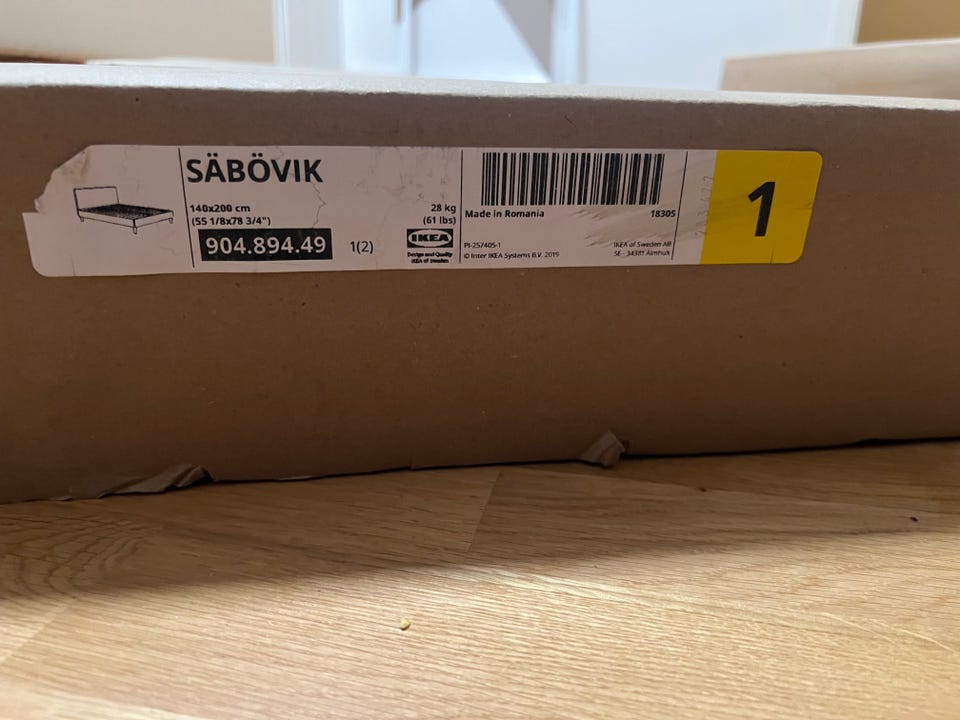 SÄBÖVIK
140x200 cm
(55 1/8x78 3/4")
904.894.49
1(2)
28 kg
(61 lbs)
IKEA
Design and Quality
IKEA of Sweden
Made in Romania
18305
PI-257405-1
© Inter IKEA Systems B.V. 2019
IKEA of Sweden AB
SE - 34381 Älmhult
1